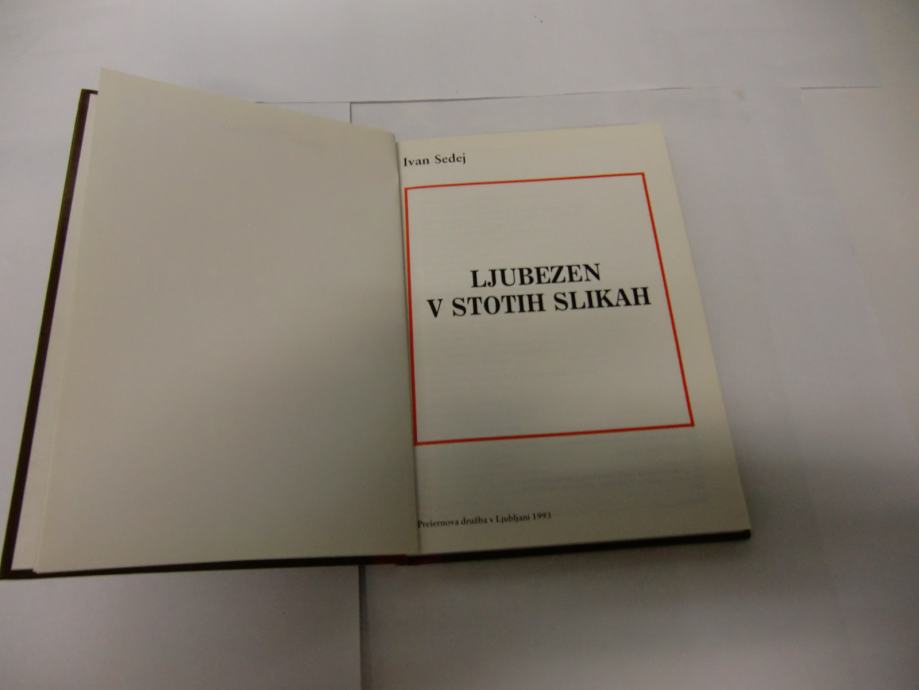 Ivan Sedej
LJUBEZEN
V STOTIH SLIKAH
Prešernova družba v Ljubljani 1993